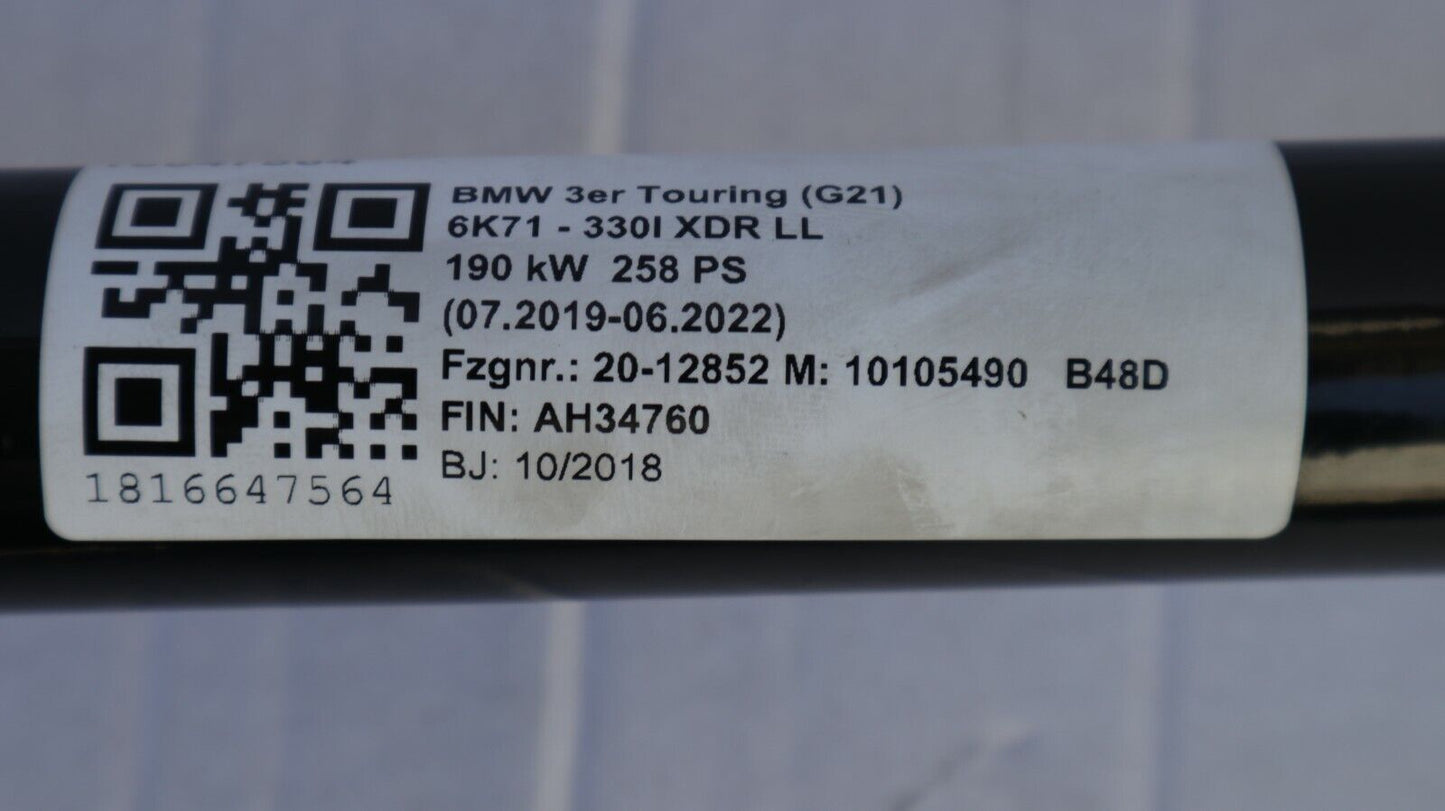 BMW 3er Touring (G21)
6K71 - 330I XDR LL
190 kW 258 PS
(07.2019-06.2022)
Fzgnr.: 20-12852 M: 10105490 B48D
FIN: AH34760
BJ: 10/2018
1816647564